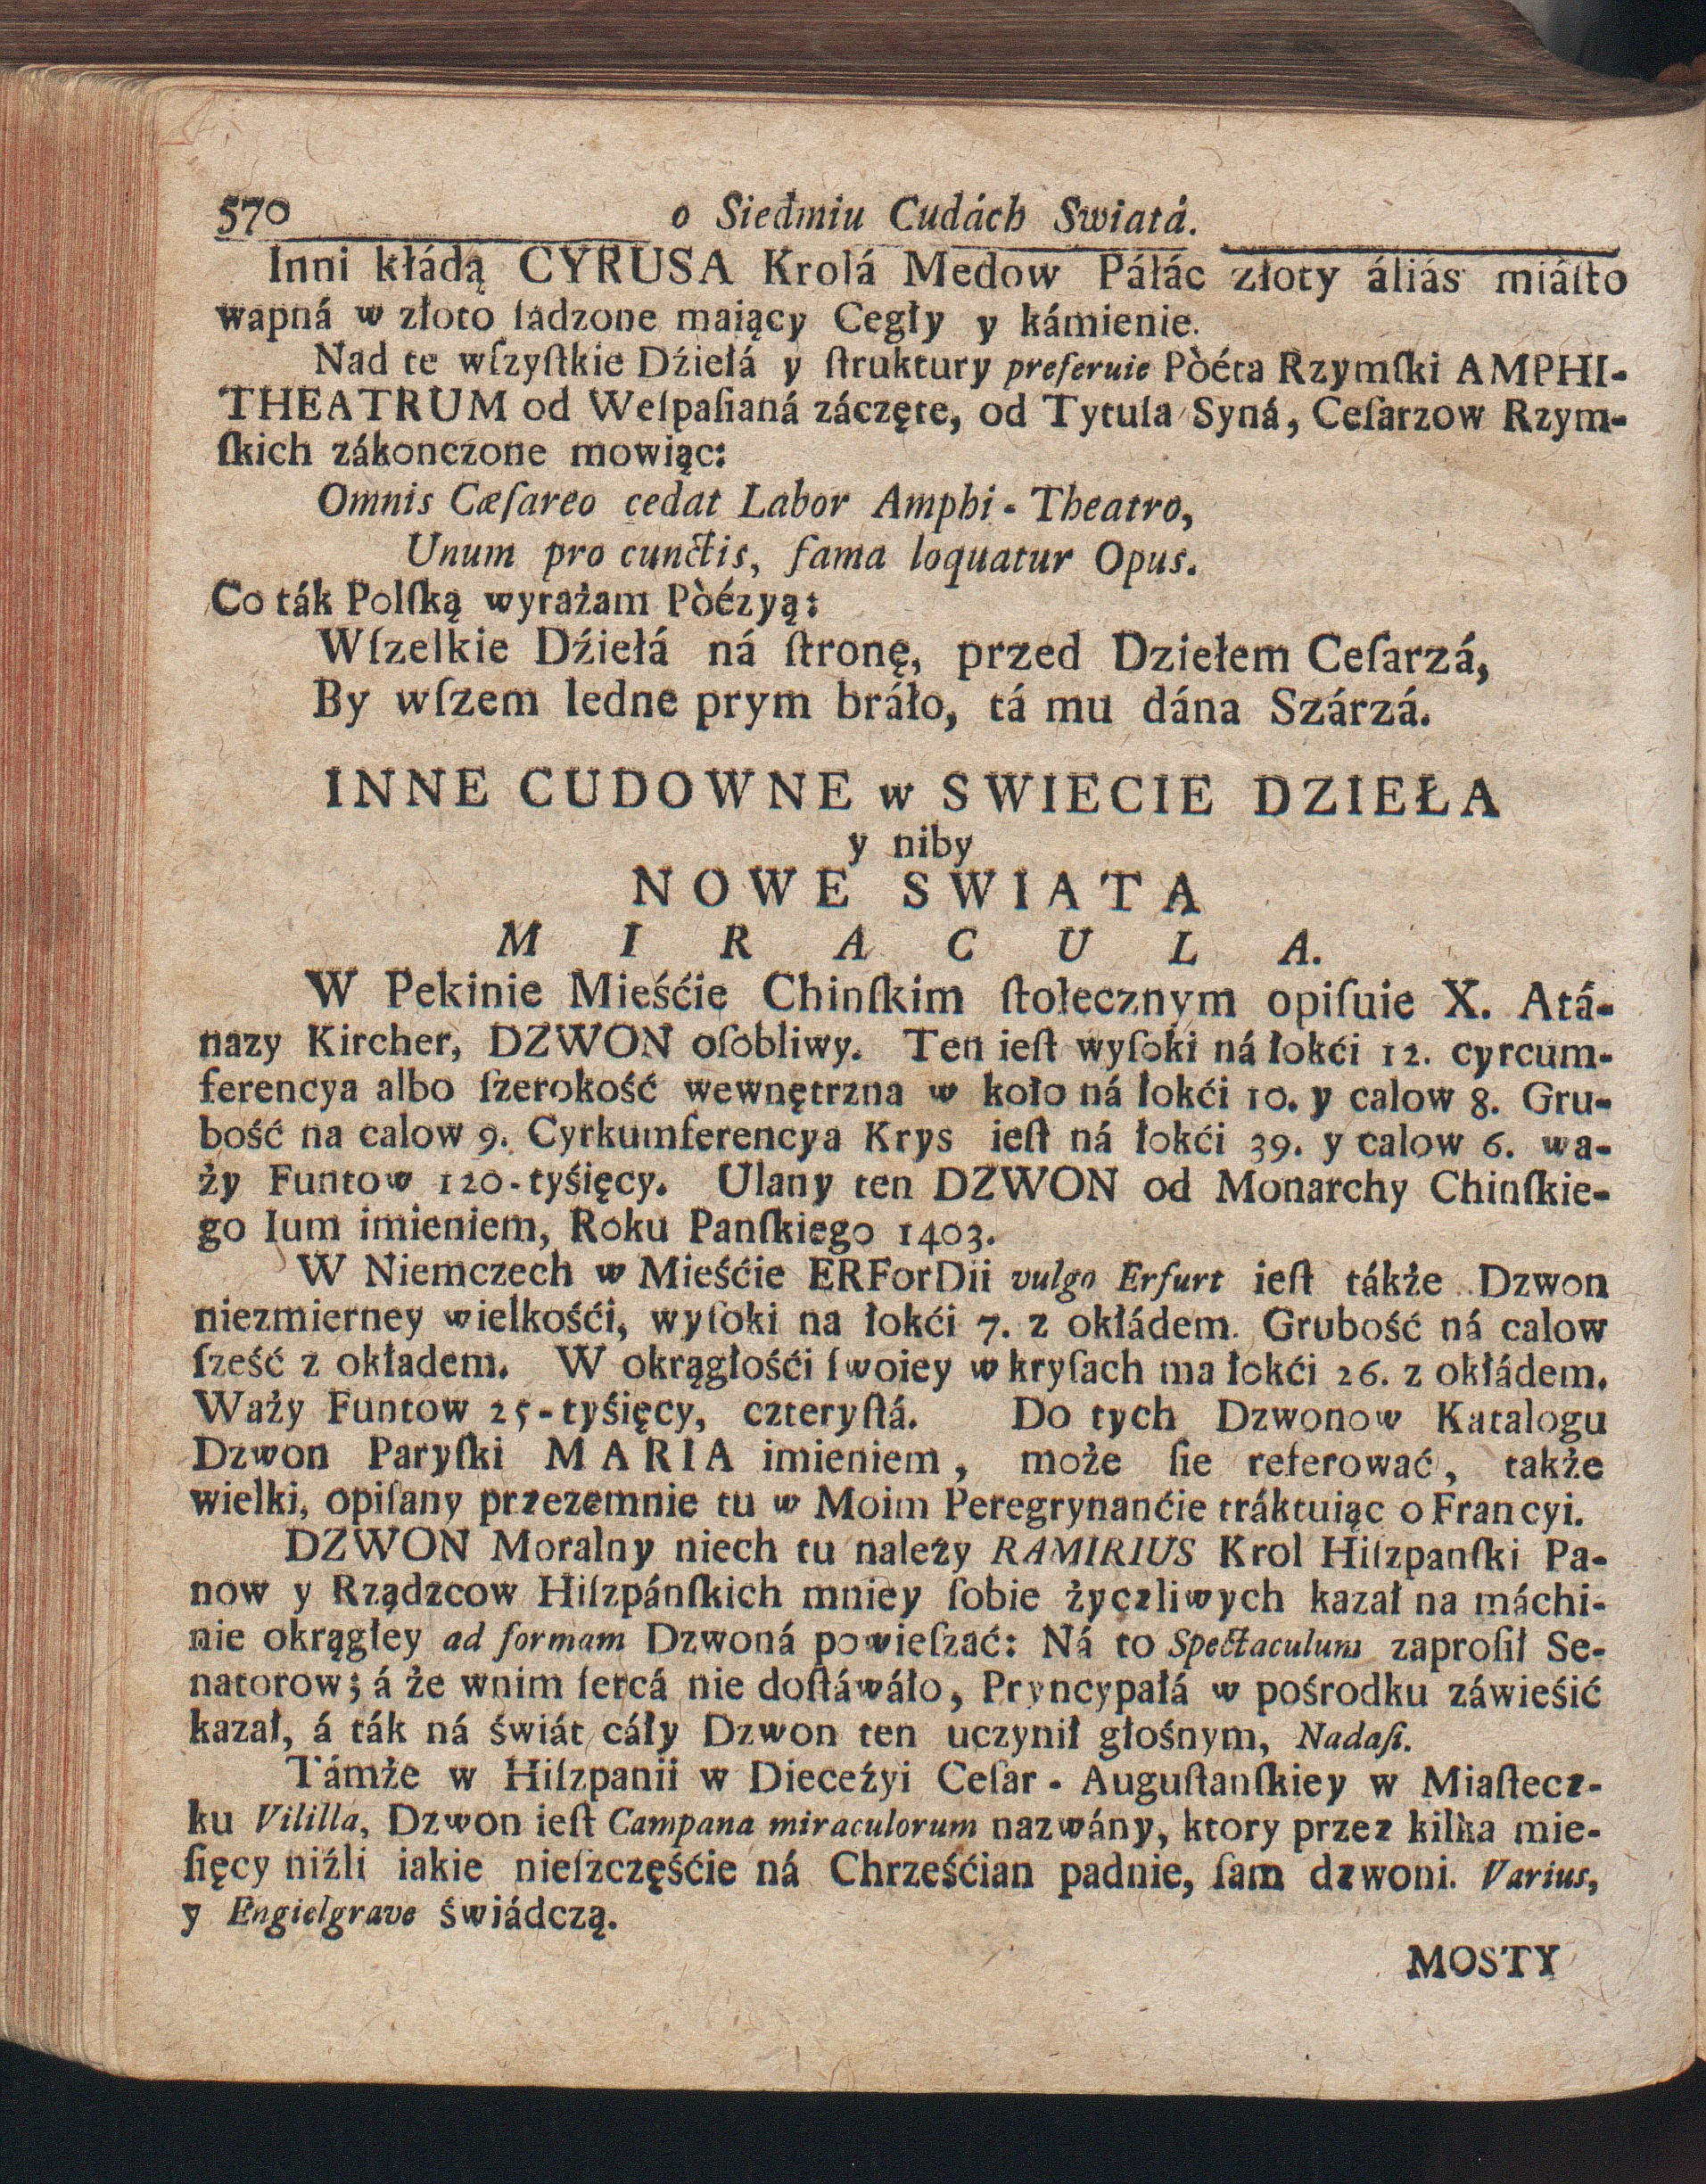 570 o Siedmiu Cudách Swiatá.
Inni kłádą CYRUSA Krolá Medow Páłác złoty áliás miáſto
wapná w złoto ſadzone maiący Cegły y kámienie.
Nad te wſzyſtkie Dźiełá y ſtruktury preferuie Pòéta Rzymſki AMPHI-
THEATRUM od Weſpaſianá záczęte, od Tytuſa Syná, Ceſarzow Rzym-
ſkich zákonczone mowiąc:
Omnis Cæſareo cedat Labor Amphi-Theatro,
Unum pro cunctis, fama loquatur Opus.
Co ták Polſką wyrażam Pòézyą:
Wſzelkie Dźiełá ná ſtronę, przed Dziełem Ceſarzá,
By wſzem Iedne prym bráło, tá mu dána Szárzá.
INNE CUDOWNE w SWIECIE DZIEŁA
y niby
NOWE SWIATA
MIRACULA.
W Pekinie Mieśćie Chinſkim ſtołecznym opiſuie X. Atá-
nazy Kircher, DZWON oſobliwy. Ten ieſt wyſoki ná łokći 12. cyrcum-
ferencya albo ſzerokość wewnętrzna w koło ná łokći 10. y calow 8. Gru-
bość na calow 9. Cyrkumferencya Krys ieſt ná łokći 39. y calow 6. wa-
ży Funtow 120-tyśięcy. Ulany ten DZWON od Monarchy Chinſkie-
go Ium imieniem, Roku Panſkiego 1403.
W Niemczech w Mieśćie ERForDii vulgo Erfurt ieſt tákże Dzwon
niezmierney wielkośći, wyſoki na łokći 7. z okłádem. Grubość ná calow
ſześć z okładem. W okrągłośći ſwoiey w kryſach ma łokći 26. z okłádem.
Waży Funtow 25-tyśięcy, czteryſtá. Do tych Dzwonow Katalogu
Dzwon Paryſki MARIA imieniem, może ſie referować, także
wielki, opiſany przezemnie tu w Moim Peregrynanćie tráktuiąc o Francyi.
DZWON Moralny niech tu należy RAMIRIUS Krol Hiſzpanſki Pa-
now y Rządzcow Hiſzpánſkich mniey ſobie życzliwych kazał na máchi-
nie okrągłey ad formam Dzwoná powieſzać: Ná to Spectaculum zaproſił Se-
natorow; á że wnim ſercá nie doſtáwáło, Pryncypałá w pośrodku záwieśić
kazał, á ták ná świát cáły Dzwon ten uczynił głośnym, Nadaſi.
Támże w Hiſzpanii w Dieceźyi Ceſar-Auguſtanſkiey w Miaſtecz-
ku Vililla, Dzwon ieſt Campana miraculorum nazwány, ktory przez kilka mie-
ſięcy niźli iakie nieſzczęśćie ná Chrześćian padnie, ſam dzwoni. Varius,
y Engielgrave świádczą.
MOSTY